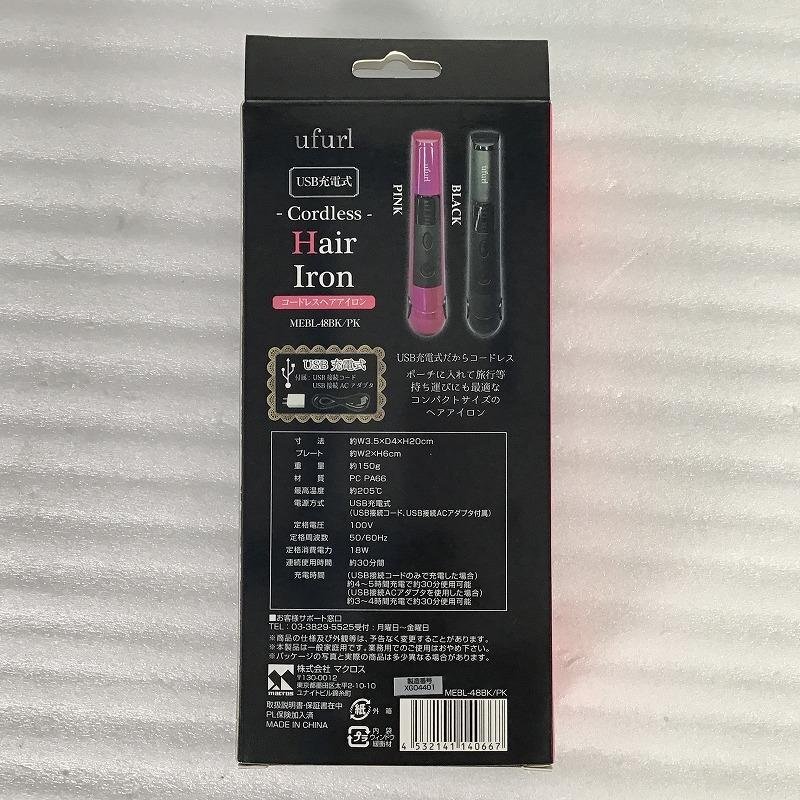 ufurl
USB充電式
- Cordless -
Hair
Iron
コードレスヘアアイロン
MEBL-48BK/PK
PINK
ufurl
BLACK
ufurl
USB 充電式
付属：USB 接続コード
USB 接続 AC アダプタ
USB充電式だからコードレス
ポーチに入れて旅行等
持ち運びにも最適な
コンパクトサイズの
ヘアアイロン
寸法 約W3.5×D4×H20cm
プレート 約W2×H6cm
重量 約150g
材質 PC PA66
最高温度 約205℃
電源方式 USB充電式
（USB接続コード、USB接続ACアダプタ付属）
定格電圧 100V
定格周波数 50/60Hz
定格消費電力 18W
連続使用時間 約30分間
充電時間 （USB接続コードのみで充電した場合）
約4～5時間充電で約30分使用可能
（USB接続ACアダプタを使用した場合）
約3～4時間充電で約30分使用可能
■お客様サポート窓口
TEL：03-3829-5525受付：月曜日～金曜日
※商品の仕様及び外観等は、予告なく変更することがあります。
※本製品は一般家庭用です。業務用でのご使用はおやめ下さい。
※パッケージの写真と実際の商品は多少異なる場合があります。
macros
株式会社 マクロス
〒130-0012
東京都墨田区太平2-10-10
ユナイトビル錦糸町
製造番号
XG04401
MEBL-48BK/PK
取扱説明書・保証書在中
PL保険加入済
MADE IN CHINA
紙 外箱
プラ 内袋
ウィンドウ
緩衝材
4 532141 140667